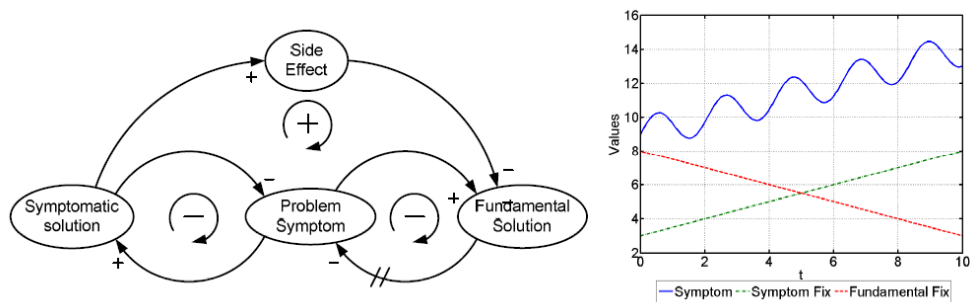 Side
Effect
+
+
−
−
+
−
Symptomatic
solution
−
Problem
Symptom
−
Fundamental
Solution
+
−
16
14
12
10
8
6
4
2
Values
0
2
4
6
8
10
t
Symptom
Symptom Fix
Fundamental Fix